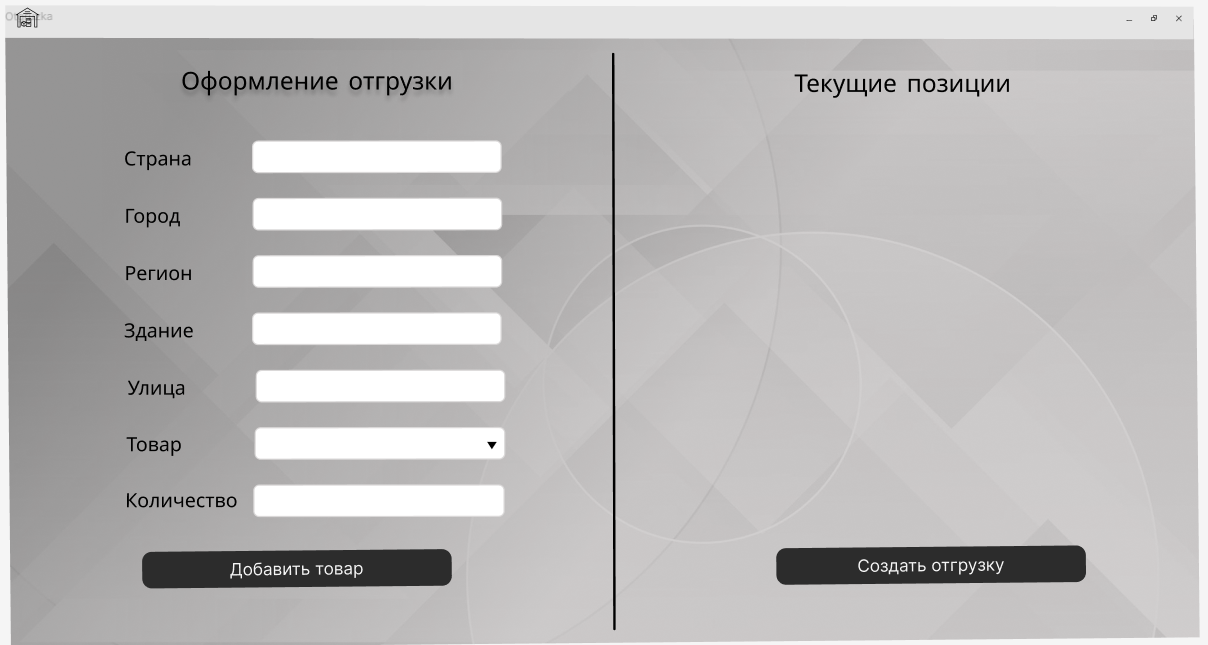 Оформление отгрузки
Страна
Город
Регион
Здание
Улица
Товар
Количество
Добавить товар
Текущие позиции
Создать отгрузку